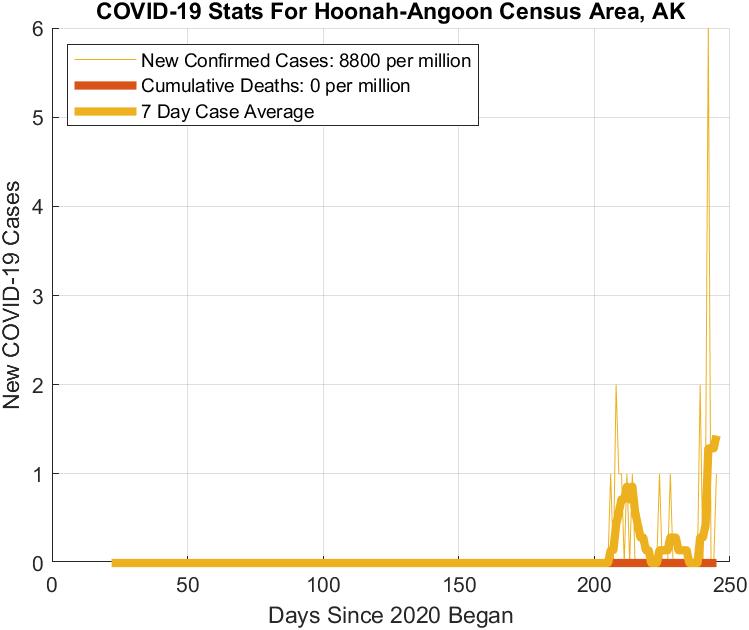 COVID-19 Stats For Hoonah-Angoon Census Area, AK
New Confirmed Cases: 8800 per million
Cumulative Deaths: 0 per million
7 Day Case Average
New COVID-19 Cases
6
5
4
3
2
1
0
0 50 100 150 200 250
Days Since 2020 Began